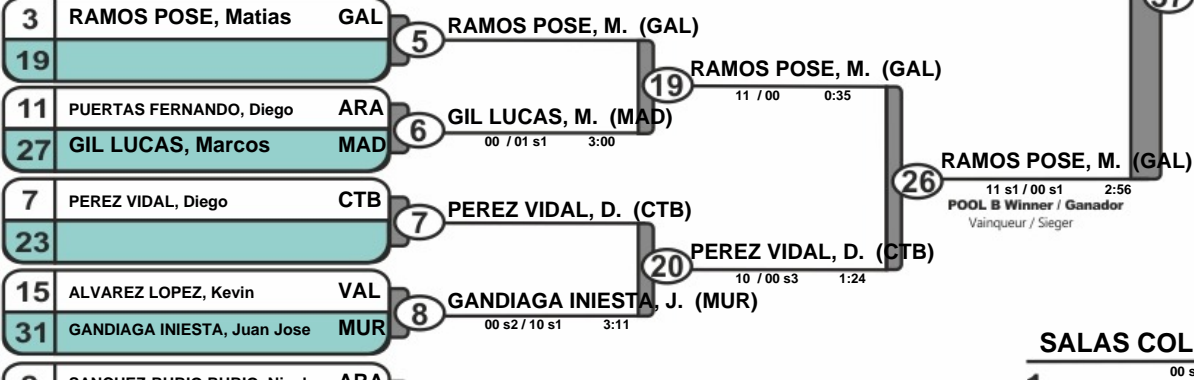 3 RAMOS POSE, Matias GAL
19
5 RAMOS POSE, M. (GAL)
11 PUERTAS FERNANDO, Diego ARA
27 GIL LUCAS, Marcos MAD
6 GIL LUCAS, M. (MAD)
00 / 01 s1 3:00
19 RAMOS POSE, M. (GAL)
11 / 00 0:35
7 PEREZ VIDAL, Diego CTB
23
7 PEREZ VIDAL, D. (CTB)
15 ALVAREZ LOPEZ, Kevin VAL
31 GANDIAGA INIESTA, Juan Jose MUR
8 GANDIAGA INIESTA, J. (MUR)
00 s2 / 10 s1 3:11
20 PEREZ VIDAL, D. (CTB)
10 / 00 s3 1:24
26 RAMOS POSE, M. (GAL)
11 s1 / 00 s1 2:56
POOL B Winner / Ganador
Vainqueur / Sieger
SALAS COL
00 s
ARA